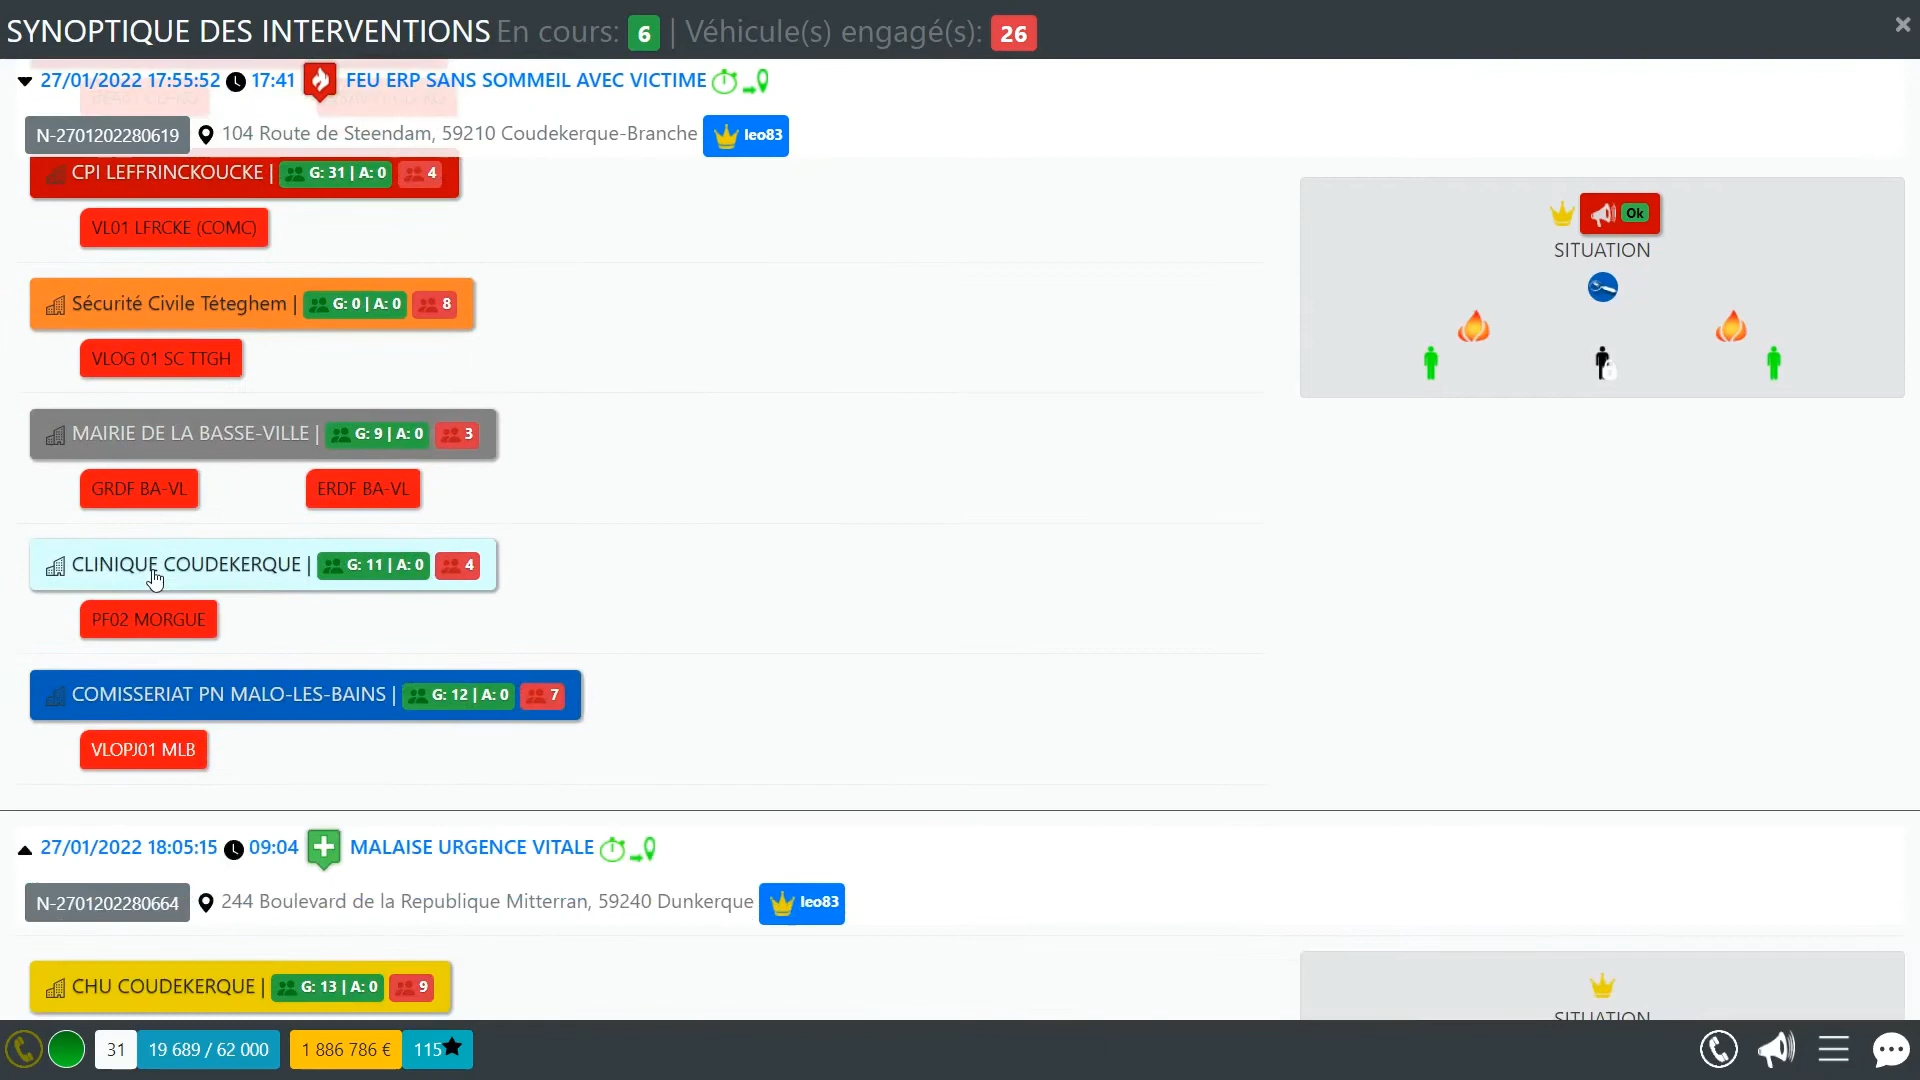 SYNOPTIQUE DES INTERVENTIONS En cours: 6 | Véhicule(s) engagé(s): 26 ×
27/01/2022 17:55:52 17:41 FEU ERP SANS SOMMEIL AVEC VICTIME
N-2701202280619 104 Route de Steendam, 59210 Coudekerque-Branche leo83
CPI LEFFRINCKOUCKE | G: 31 | A: 0 4
VL01 LFRCKE (COMC)
Ok
SITUATION
Sécurité Civile Téteghem | G: 0 | A: 0 8
VLOG 01 SC TTGH
MAIRIE DE LA BASSE-VILLE | G: 9 | A: 0 3
GRDF BA-VL ERDF BA-VL
CLINIQUE COUDEKERQUE | G: 11 | A: 0 4
PF02 MORGUE
COMISSERIAT PN MALO-LES-BAINS | G: 12 | A: 0 7
VLOPJ01 MLB
27/01/2022 18:05:15 09:04 MALAISE URGENCE VITALE
N-2701202280664 244 Boulevard de la Republique Mitterran, 59240 Dunkerque leo83
CHU COUDEKERQUE | G: 13 | A: 0 9
SITUATION
31 19 689 / 62 000 1 886 786 € 115